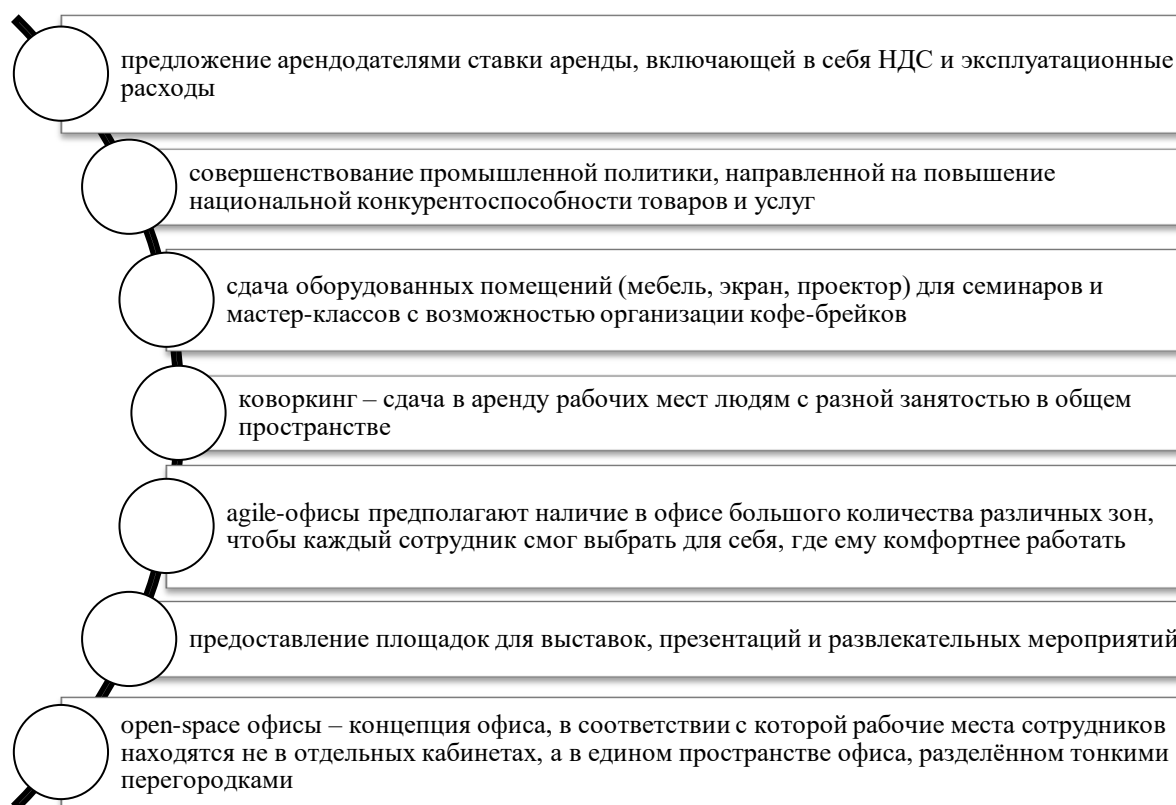 предложение арендодателями ставки аренды, включающей в себя НДС и эксплуатационные
расходы
совершенствование промышленной политики, направленной на повышение
национальной конкурентоспособности товаров и услуг
сдача оборудованных помещений (мебель, экран, проектор) для семинаров и
мастер-классов с возможностью организации кофе-брейков
коворкинг – сдача в аренду рабочих мест людям с разной занятостью в общем
пространстве
agile-офисы предполагают наличие в офисе большого количества различных зон,
чтобы каждый сотрудник смог выбрать для себя, где ему комфортнее работать
предоставление площадок для выставок, презентаций и развлекательных мероприятий
open-space офисы – концепция офиса, в соответствии с которой рабочие места сотрудников
находятся не в отдельных кабинетах, а в едином пространстве офиса, разделённом тонкими
перегородками